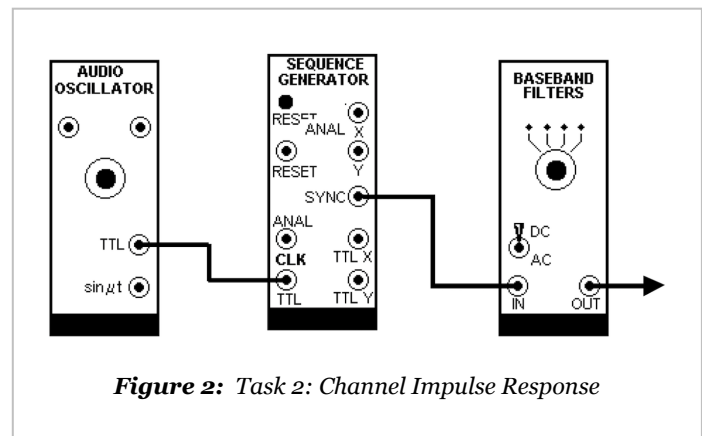 AUDIO
OSCILLATOR
TTL
sinμt
SEQUENCE
GENERATOR
RESET
ANAL X
RESET
Y
SYNC
ANAL
CLK
TTL X
TTL
TTL Y
BASEBAND
FILTERS
DC
AC
IN
OUT
Figure 2: Task 2: Channel Impulse Response